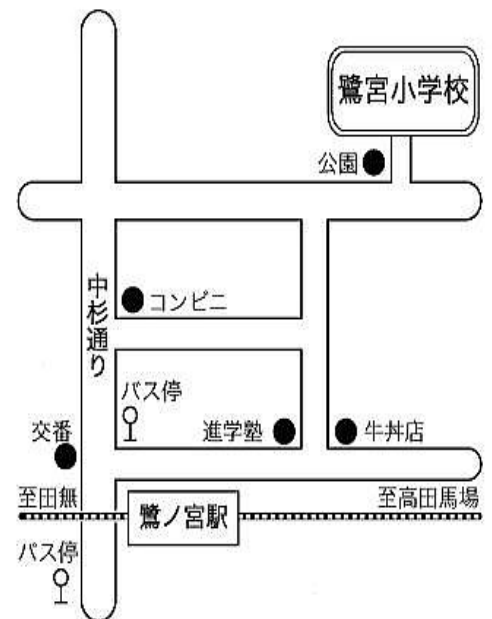 鷺宮小学校
公園
中杉通り
コンビニ
バス停
交番
進学塾
牛丼店
至田無
至高田馬場
鷺ノ宮駅
バス停